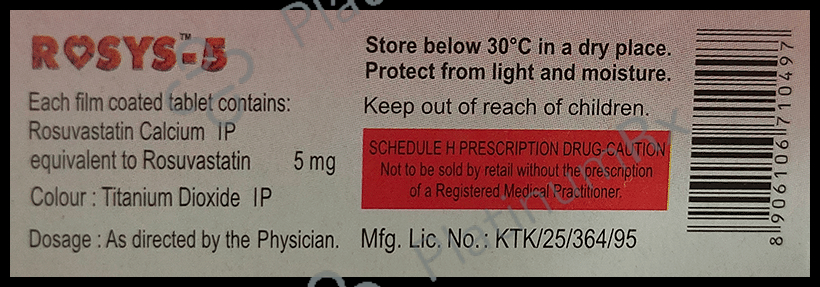 ROSYS™-5
Each film coated tablet contains:
Rosuvastatin Calcium IP
equivalent to Rosuvastatin 5 mg
Colour : Titanium Dioxide IP
Dosage : As directed by the Physician.
Store below 30°C in a dry place.
Protect from light and moisture.
Keep out of reach of children.
SCHEDULE H PRESCRIPTION DRUG-CAUTION
Not to be sold by retail without the prescription
of a Registered Medical Practitioner.
Mfg. Lic. No.: KTK/25/364/95
8 906106 710497
PlatinumRx